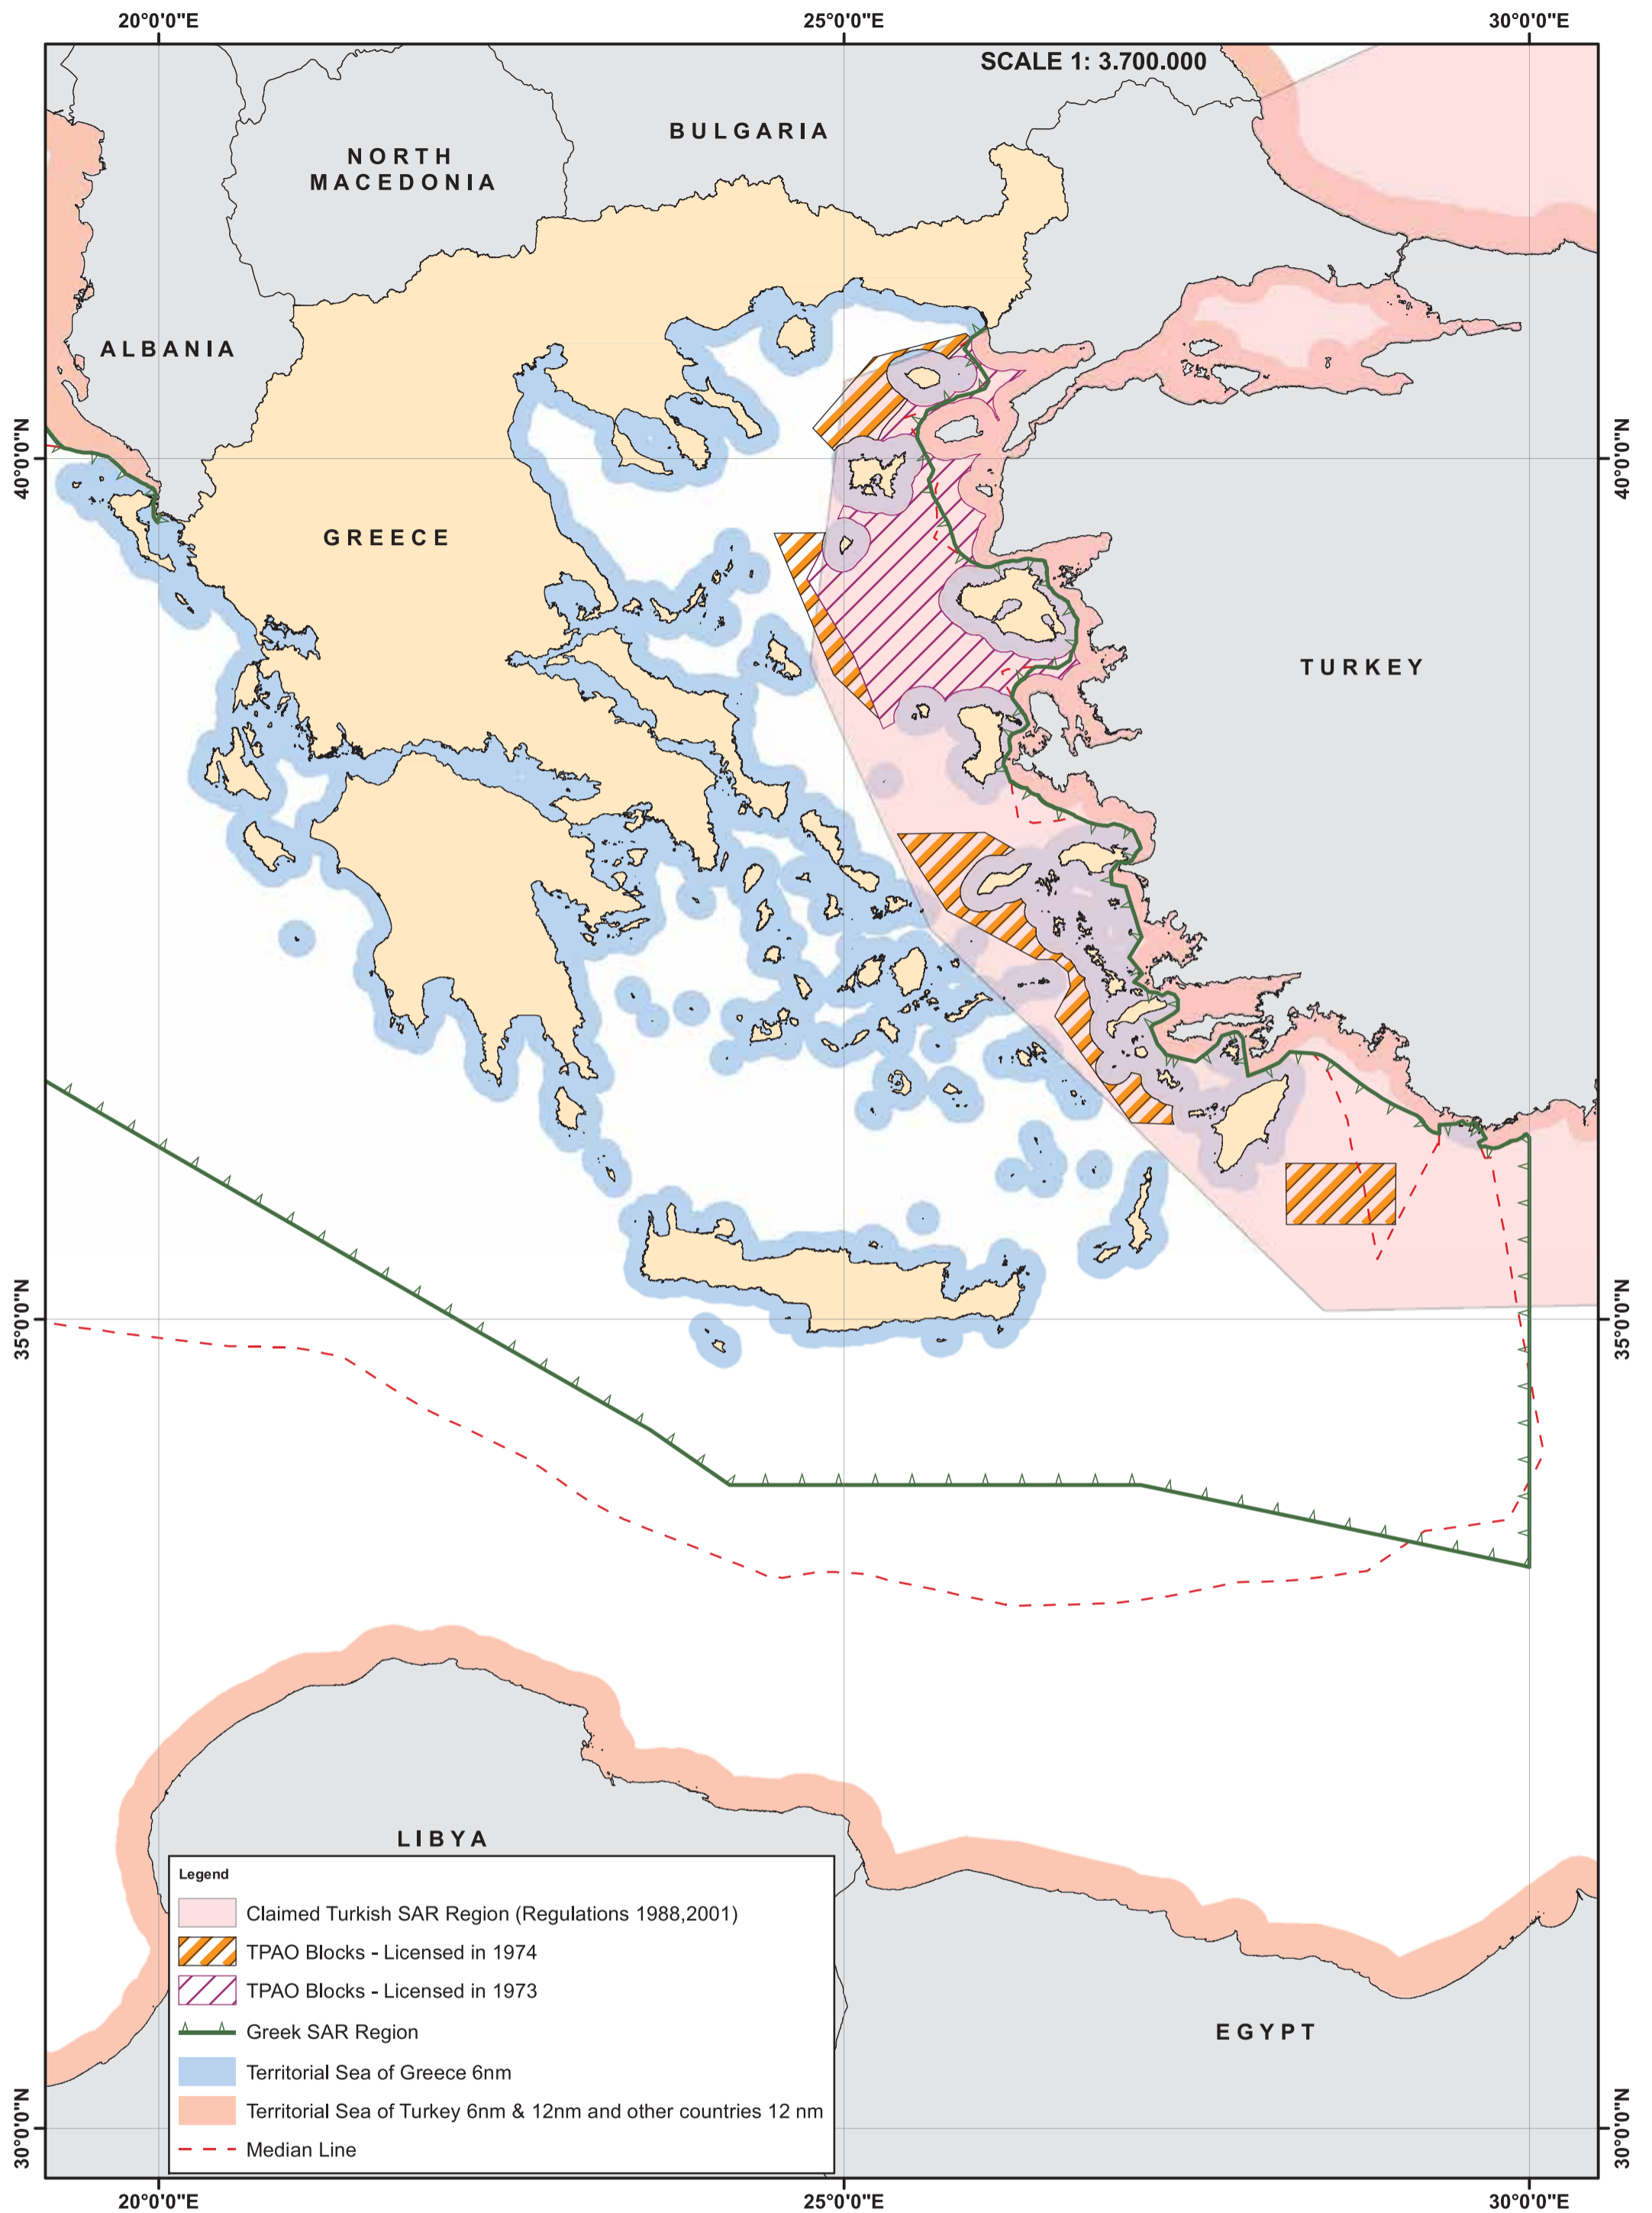 20°0'0"E
25°0'0"E
30°0'0"E
SCALE 1: 3.700.000
BULGARIA
NORTH
MACEDONIA
ALBANIA
40°0'0"N
40°0'0"N
GREECE
TURKEY
35°0'0"N
35°0'0"N
LIBYA
Legend
Claimed Turkish SAR Region (Regulations 1988,2001)
TPAO Blocks - Licensed in 1974
TPAO Blocks - Licensed in 1973
Greek SAR Region
Territorial Sea of Greece 6nm
Territorial Sea of Turkey 6nm & 12nm and other countries 12 nm
Median Line
EGYPT
30°0'0"N
30°0'0"N
20°0'0"E
25°0'0"E
30°0'0"E